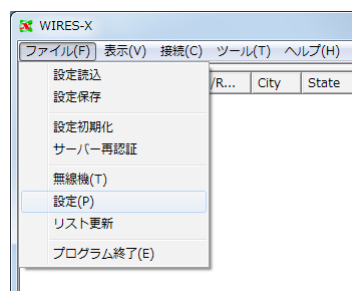 WIRES-X
ファイル(F) 表示(V) 接続(C) ツール(T) ヘルプ(H)
/R... City State
設定読込
設定保存
設定初期化
サーバー再認証
無線機(T)
設定(P)
リスト更新
プログラム終了(E)